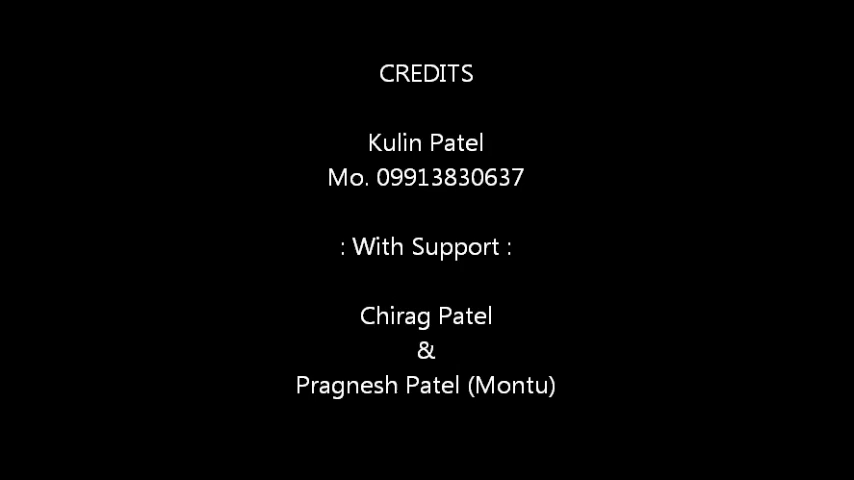 CREDITS
Kulin Patel
Mo. 09913830637
: With Support :
Chirag Patel
&
Pragnesh Patel (Montu)